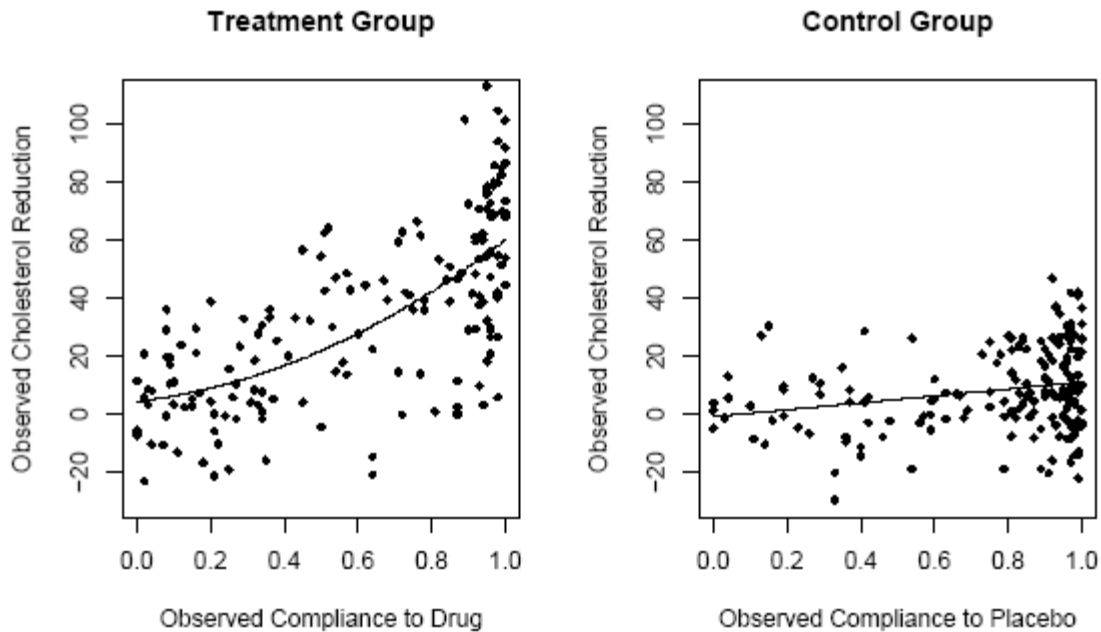 Treatment Group
Observed Cholesterol Reduction
100
80
60
40
20
0
−20
0.0 0.2 0.4 0.6 0.8 1.0
Observed Compliance to Drug
Control Group
Observed Cholesterol Reduction
100
80
60
40
20
0
−20
0.0 0.2 0.4 0.6 0.8 1.0
Observed Compliance to Placebo